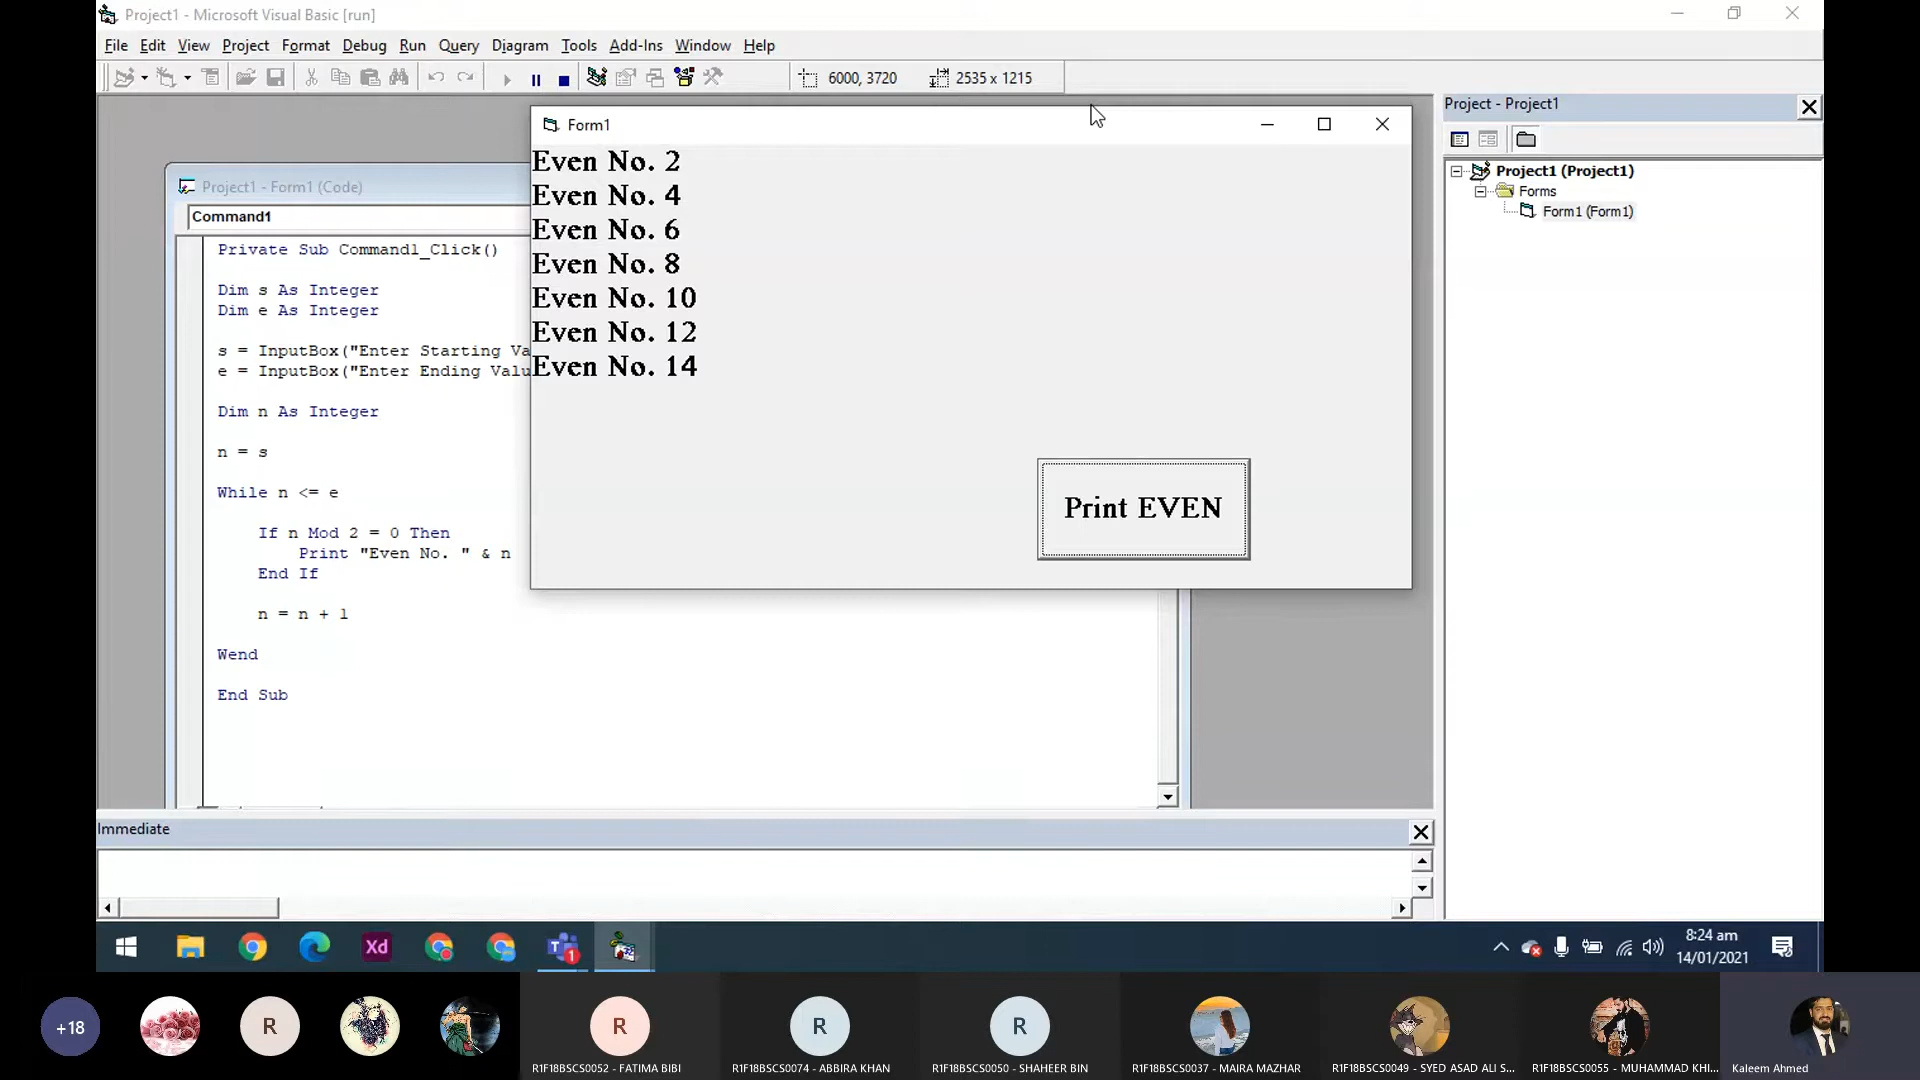 Project1 - Microsoft Visual Basic [run]
File Edit View Project Format Debug Run Query Diagram Tools Add-Ins Window Help
6000, 3720 2535 x 1215
Project - Project1
Form1
Even No. 2
Even No. 4
Even No. 6
Even No. 8
Even No. 10
Even No. 12
Even No. 14
Print EVEN
Project1 (Project1)
Forms
Form1 (Form1)
Project1 - Form1 (Code)
Command1
Private Sub Command1_Click()
Dim s As Integer
Dim e As Integer
s = InputBox("Enter Starting Va
e = InputBox("Enter Ending Valu
Dim n As Integer
n = s
While n <= e
If n Mod 2 = 0 Then
Print "Even No. " & n
End If
n = n + 1
Wend
End Sub
Immediate
Xd
1
8:24 am
14/01/2021
+18
R
R
R
R
R1F18BSCS0052 - FATIMA BIBI
R1F18BSCS0074 - ABBIRA KHAN
R1F18BSCS0050 - SHAHEER BIN
R1F18BSCS0037 - MAIRA MAZHAR
R1F18BSCS0049 - SYED ASAD ALI S...
R1F18BSCS0055 - MUHAMMAD KHI...
Kaleem Ahmed